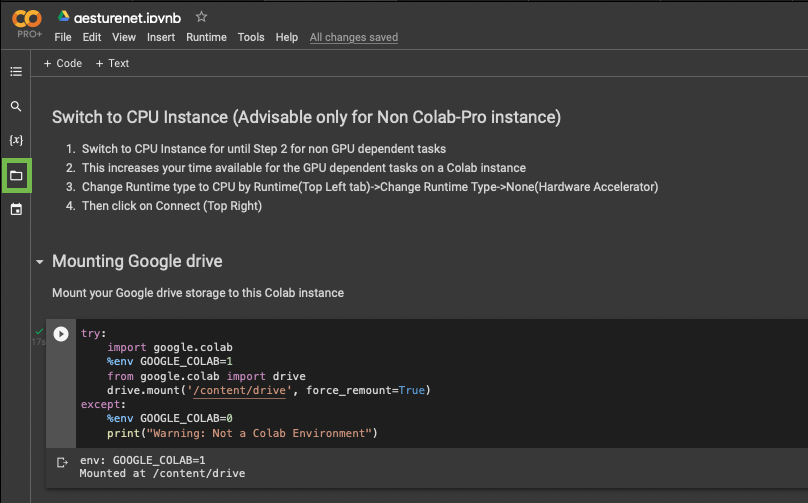 gesturenet.ipynb
PRO+
File Edit View Insert Runtime Tools Help All changes saved
+ Code + Text
{x}
Switch to CPU Instance (Advisable only for Non Colab-Pro instance)
1. Switch to CPU Instance for until Step 2 for non GPU dependent tasks
2. This increases your time available for the GPU dependent tasks on a Colab instance
3. Change Runtime type to CPU by Runtime(Top Left tab)->Change Runtime Type->None(Hardware Accelerator)
4. Then click on Connect (Top Right)
Mounting Google drive
Mount your Google drive storage to this Colab instance
17s
try:
    import google.colab
    %env GOOGLE_COLAB=1
    from google.colab import drive
    drive.mount('/content/drive', force_remount=True)
except:
    %env GOOGLE_COLAB=0
    print("Warning: Not a Colab Environment")
env: GOOGLE_COLAB=1
Mounted at /content/drive